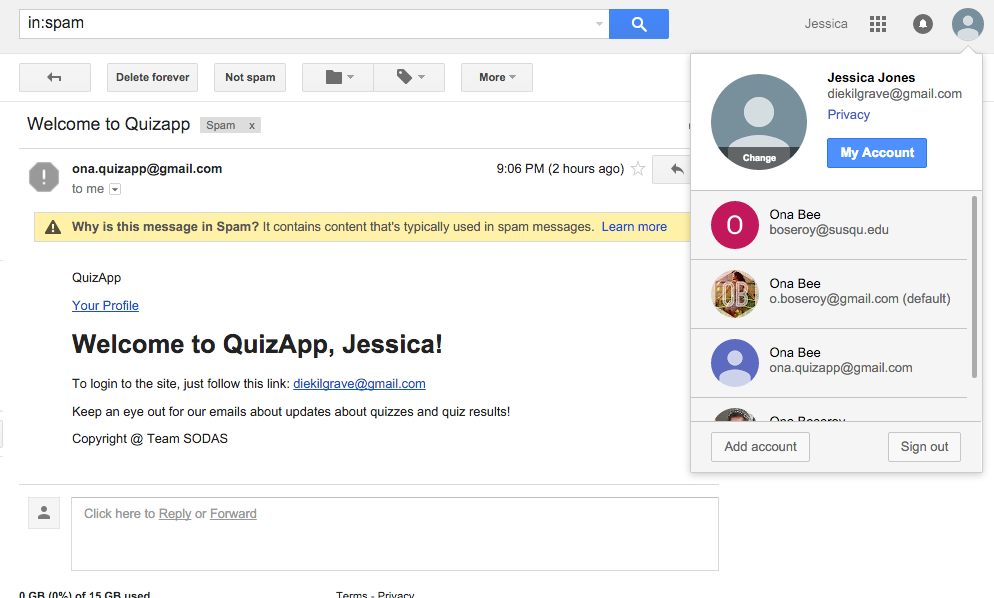 in:spam
Jessica
Delete forever
Not spam
More
Welcome to Quizapp
Spam x
ona.quizapp@gmail.com
9:06 PM (2 hours ago)
to me
Why is this message in Spam? It contains content that's typically used in spam messages. Learn more
QuizApp
Your Profile
Welcome to QuizApp, Jessica!
To login to the site, just follow this link: diekilgrave@gmail.com
Keep an eye out for our emails about updates about quizzes and quiz results!
Copyright @ Team SODAS
Click here to Reply or Forward
0 GB (0%) of 15 GB used
Terms - Privacy
Jessica Jones
diekilgrave@gmail.com
Privacy
Change
My Account
O
Ona Bee
boseroy@susqu.edu
OB
Ona Bee
o.boseroy@gmail.com (default)
Ona Bee
ona.quizapp@gmail.com
Ona Boseroy
Add account
Sign out